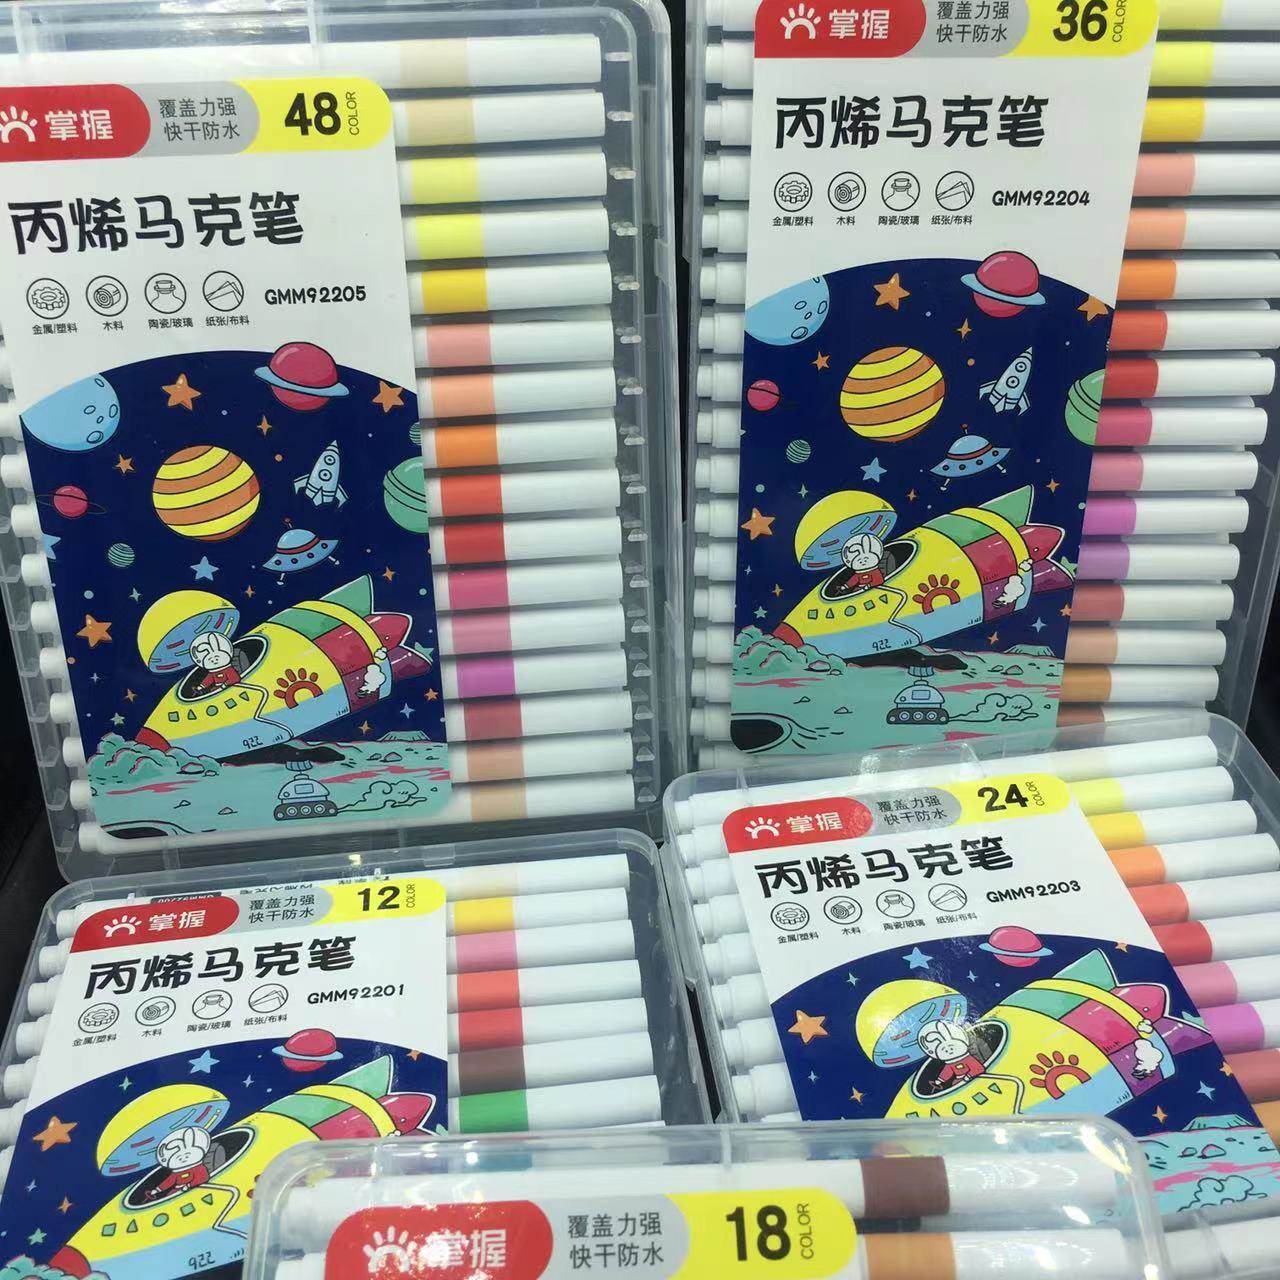 掌握
覆盖力强
快干防水
48
COLOR
丙烯马克笔
金属/塑料
木料
陶瓷/玻璃
纸张/布料
GMM92205
922
掌握
覆盖力强
快干防水
36
COLOR
丙烯马克笔
金属/塑料
木料
陶瓷/玻璃
纸张/布料
GMM92204
922
掌握
覆盖力强
快干防水
12
COLOR
丙烯马克笔
金属/塑料
木料
陶瓷/玻璃
纸张/布料
GMM92201
922
掌握
覆盖力强
快干防水
24
COLOR
丙烯马克笔
金属/塑料
木料
陶瓷/玻璃
纸张/布料
GMM92203
掌握
覆盖力强
快干防水
18
COLOR